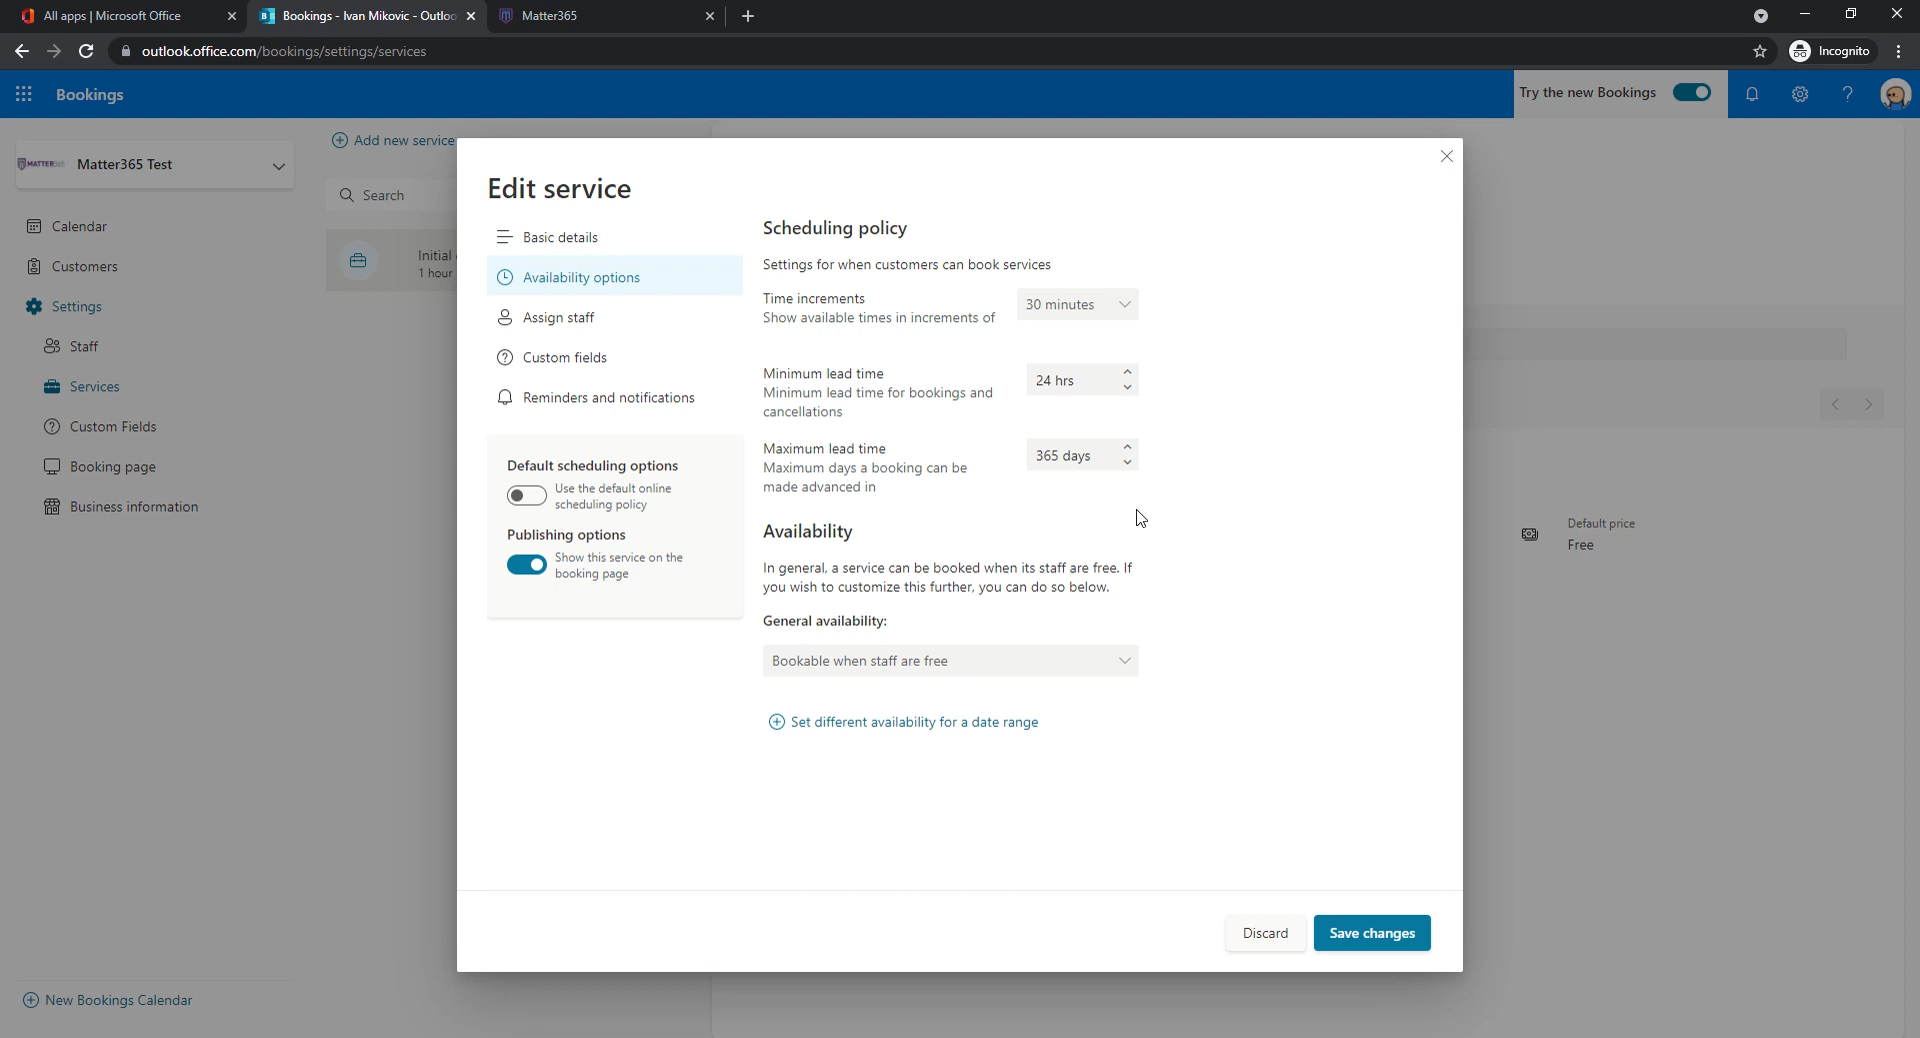 All apps | Microsoft Office
Bookings - Ivan Mikovic - Outlo
Matter365
outlook.office.com/bookings/settings/services
Incognito
Bookings
Try the new Bookings
MATTER365
Matter365 Test
Add new service
Search
Initial
1 hour
Calendar
Customers
Settings
Staff
Services
Custom Fields
Booking page
Business information
New Bookings Calendar
Edit service
Basic details
Availability options
Assign staff
Custom fields
Reminders and notifications
Default scheduling options
Use the default online
scheduling policy
Publishing options
Show this service on the
booking page
Scheduling policy
Settings for when customers can book services
Time increments
Show available times in increments of
30 minutes
Minimum lead time
Minimum lead time for bookings and
cancellations
24 hrs
Maximum lead time
Maximum days a booking can be
made advanced in
365 days
Availability
In general, a service can be booked when its staff are free. If
you wish to customize this further, you can do so below.
General availability:
Bookable when staff are free
Set different availability for a date range
Discard
Save changes
Default price
Free